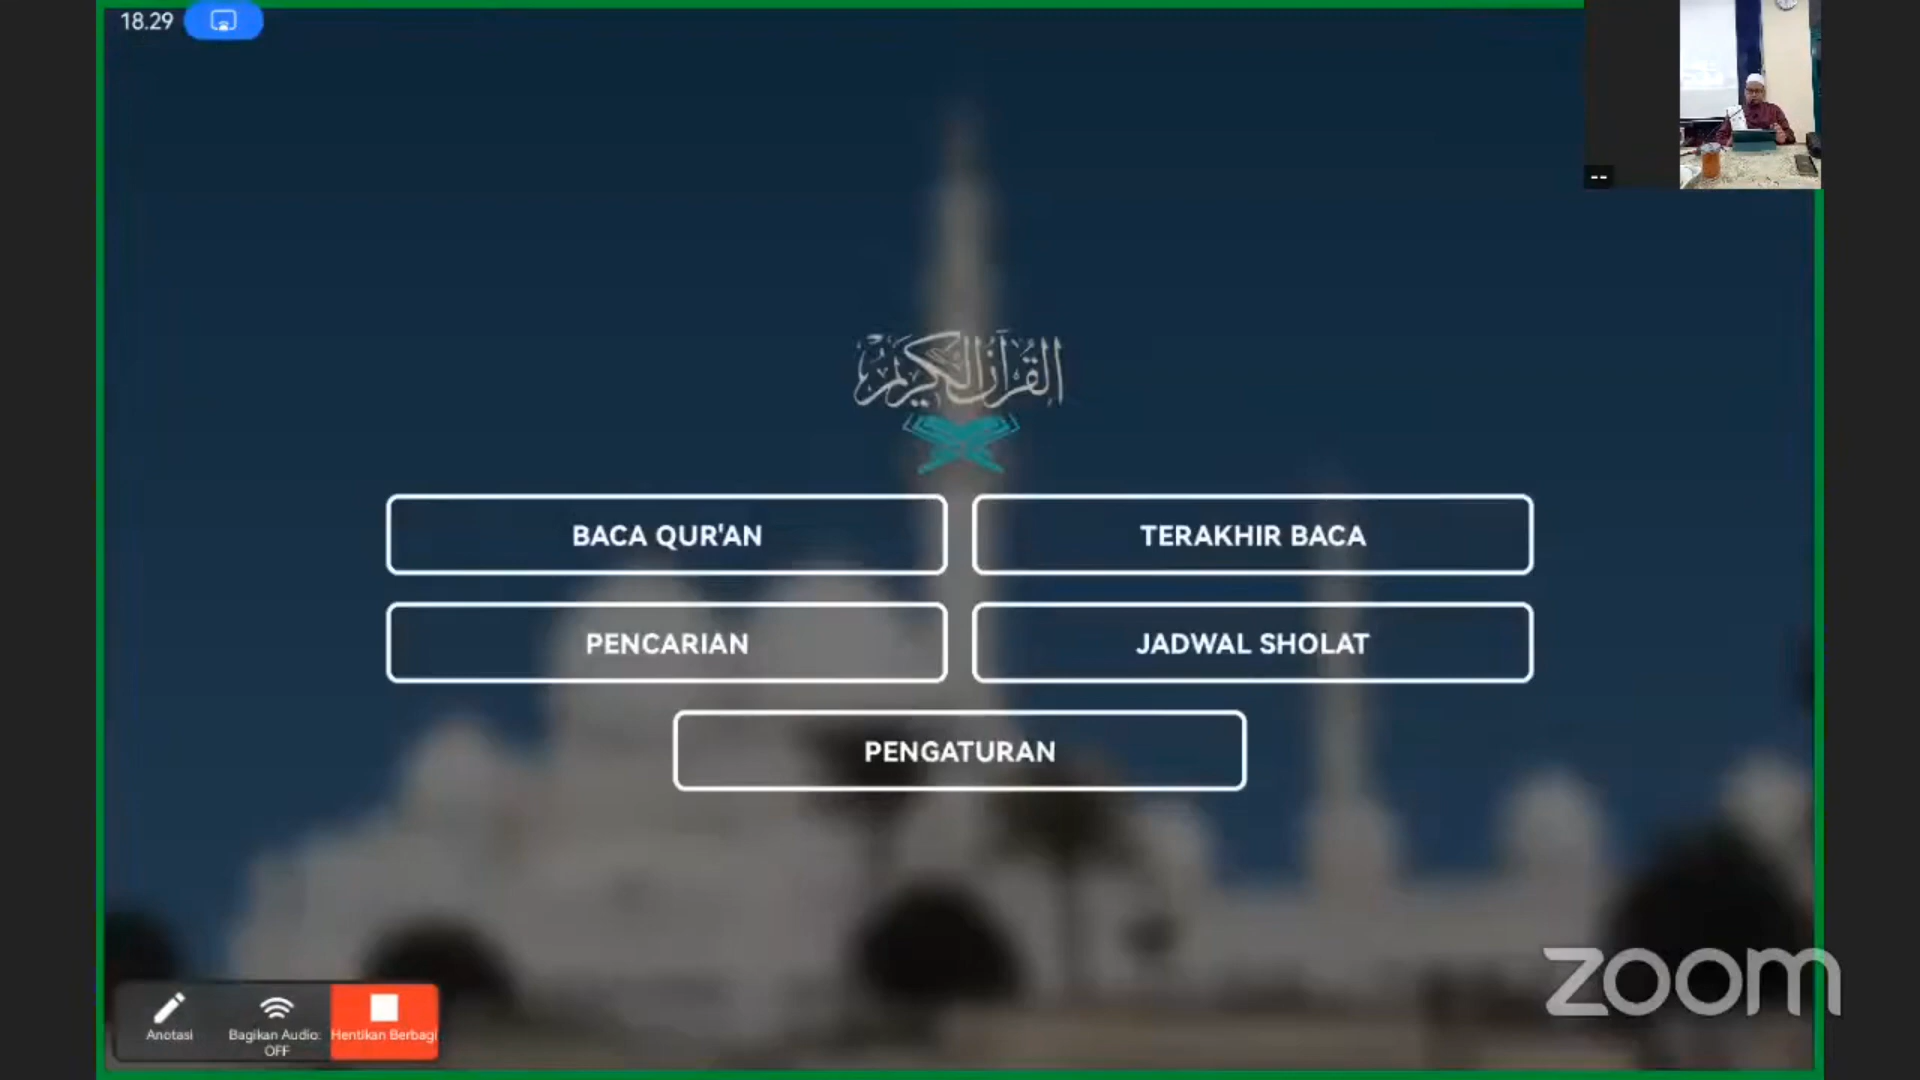 18.29
--
القرآن الكريم
BACA QUR'AN
TERAKHIR BACA
PENCARIAN
JADWAL SHOLAT
PENGATURAN
Anotasi
Bagikan Audio:
OFF
Hentikan Berbagi
zoom